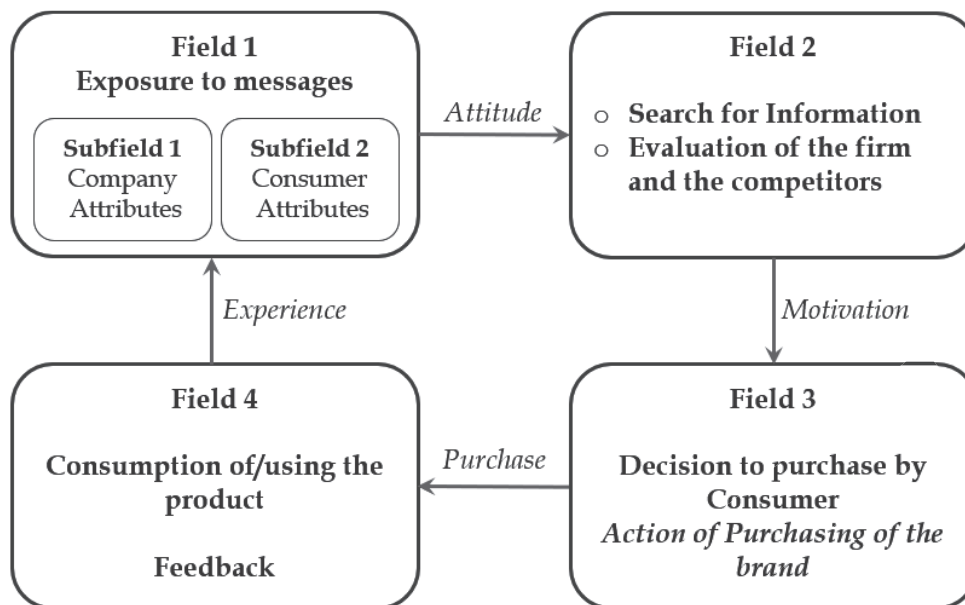 Field 1
Exposure to messages
Subfield 1
Company
Attributes
Subfield 2
Consumer
Attributes
Attitude
Field 2
o Search for Information
o Evaluation of the firm
and the competitors
Motivation
Field 3
Decision to purchase by
Consumer
Action of Purchasing of the
brand
Purchase
Field 4
Consumption of/using the
product
Feedback
Experience